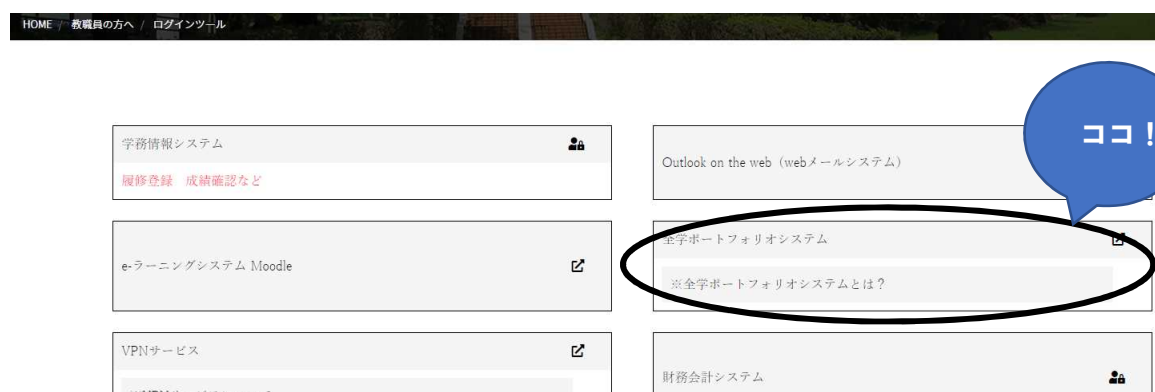 HOME / 教職員の方へ / ログインツール
ココ！
学務情報システム
履修登録 成績確認など
Outlook on the web（webメールシステム）
e-ラーニングシステム Moodle
全学ポートフォリオシステム
※全学ポートフォリオシステムとは？
VPNサービス
財務会計システム